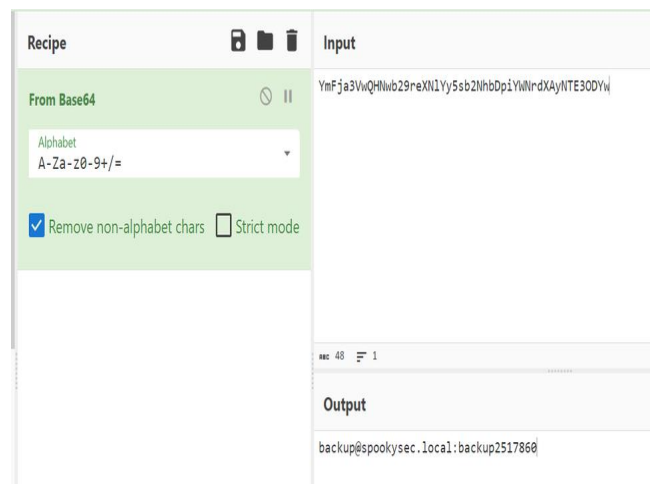 Recipe
From Base64
Alphabet
A-Za-z0-9+/=
Remove non-alphabet chars Strict mode
Input
YmFja3VwQHNwb29reXNlYy5sb2NhbDpiYWNrdXAyNTE3ODYw
ABC 48 1
Output
backup@spookysec.local:backup2517860